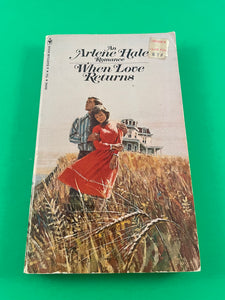 An
Arlene Hale
Romance
When Love
Returns